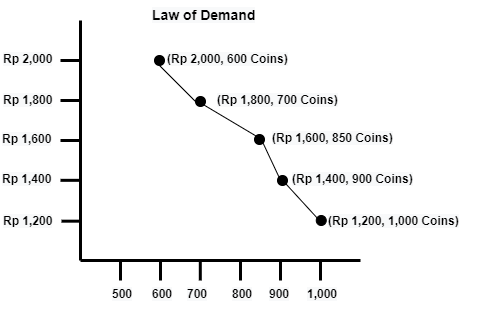 Law of Demand
Rp 2,000
(Rp 2,000, 600 Coins)
Rp 1,800
(Rp 1,800, 700 Coins)
Rp 1,600
(Rp 1,600, 850 Coins)
Rp 1,400
(Rp 1,400, 900 Coins)
Rp 1,200
(Rp 1,200, 1,000 Coins)
500 600 700 800 900 1,000